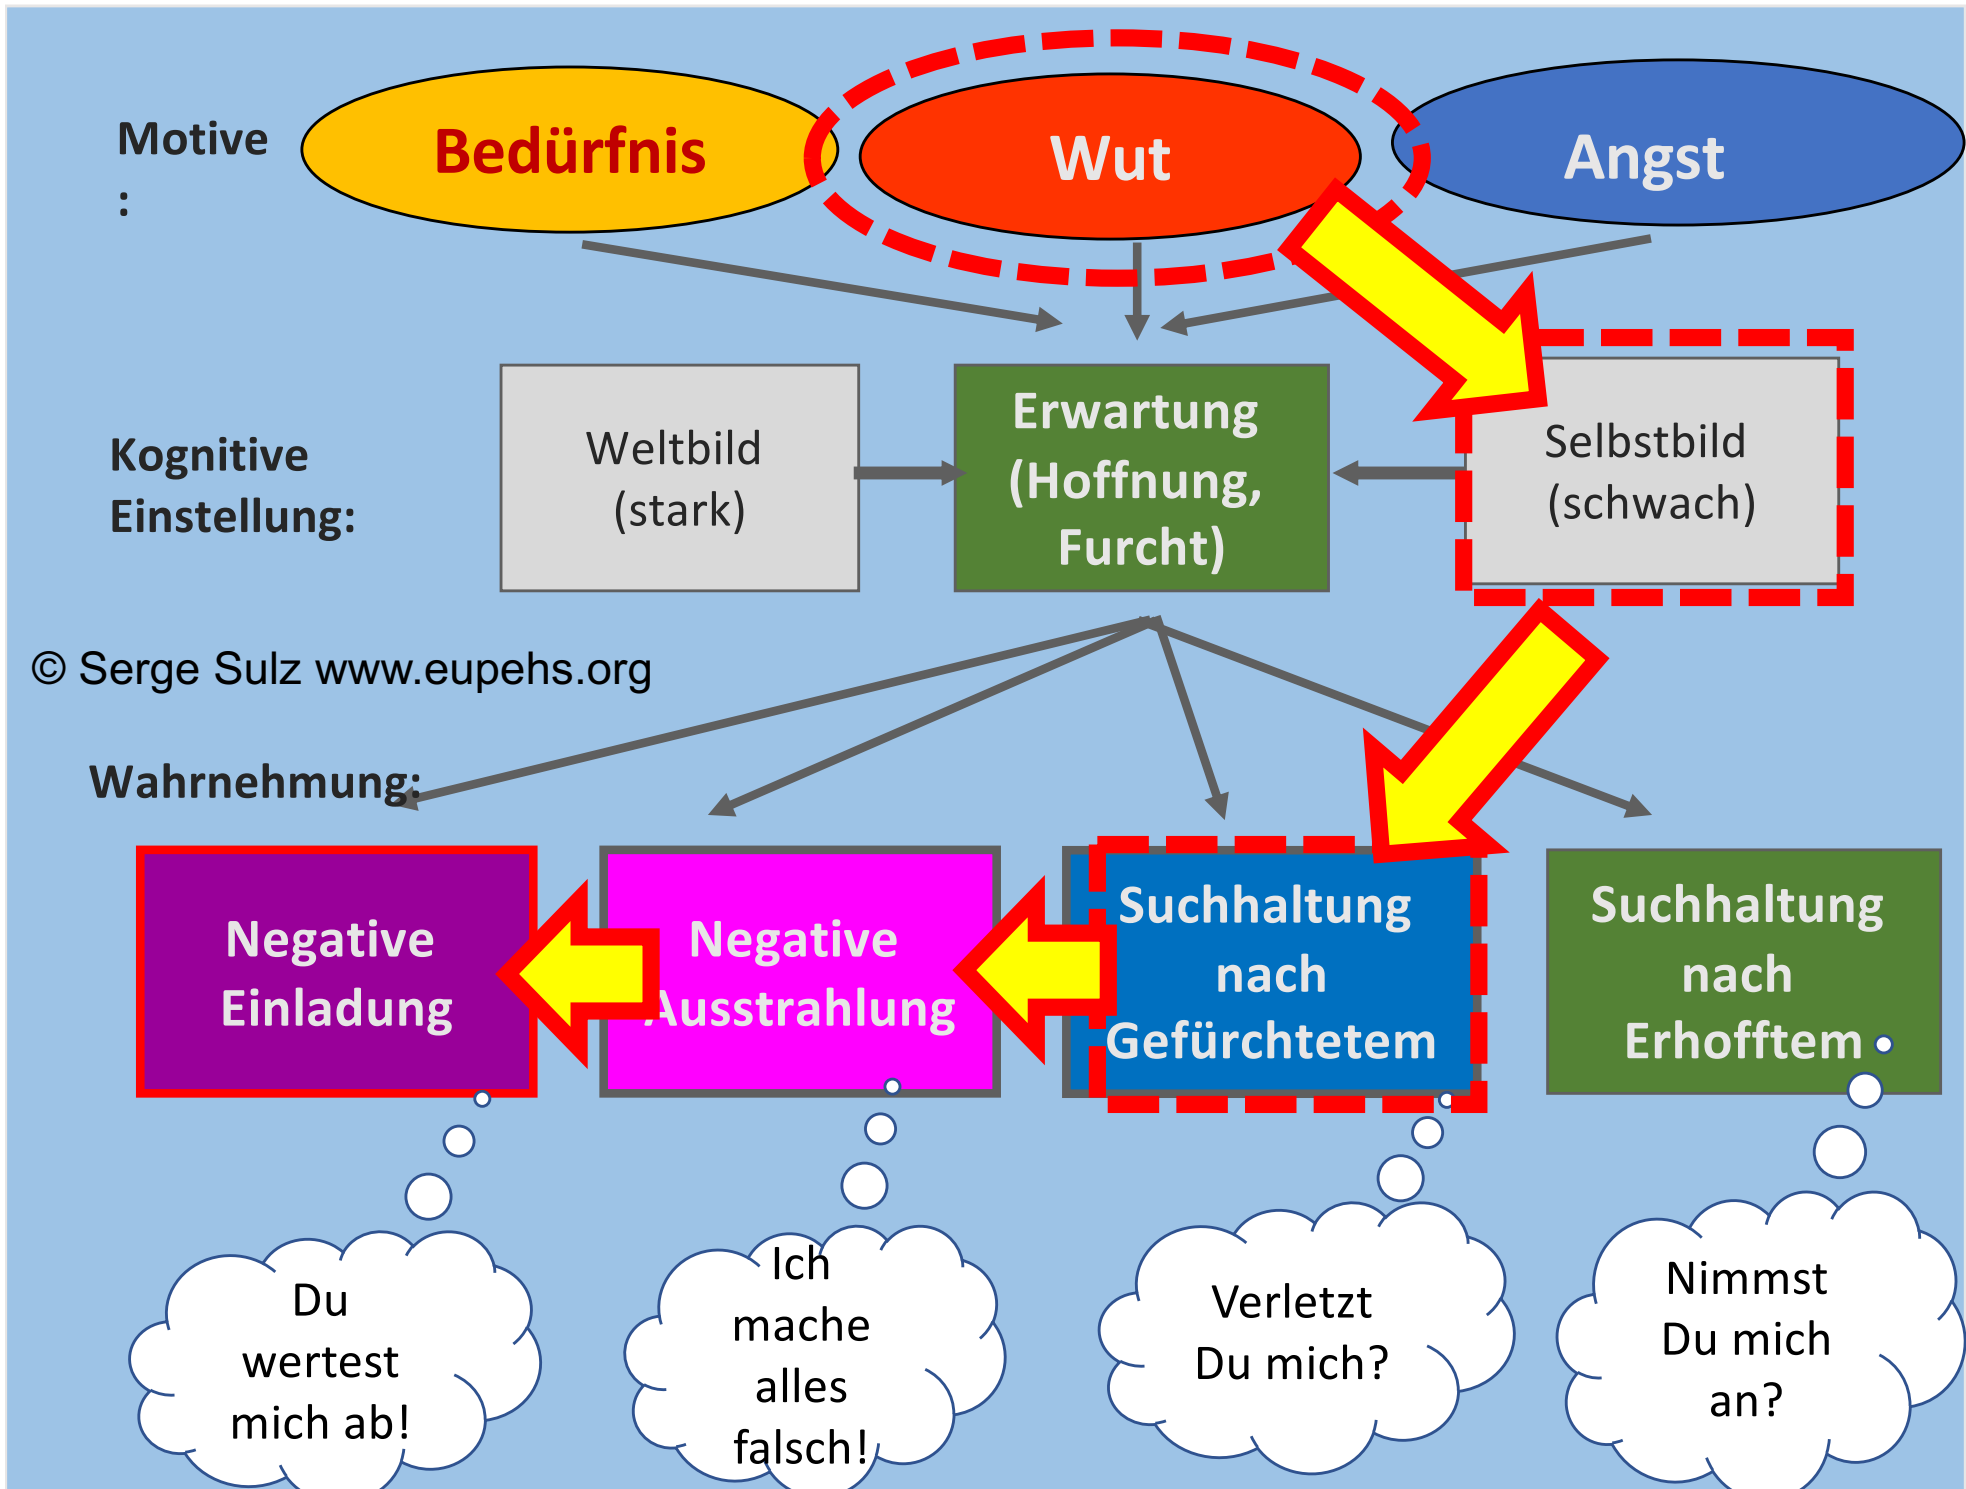 Motive
:
Bedürfnis
Wut
Angst
Kognitive
Einstellung:
Weltbild
(stark)
Erwartung
(Hoffnung,
Furcht)
Selbstbild
(schwach)
© Serge Sulz www.eupehs.org
Wahrnehmung:
Negative
Einladung
Negative
Ausstrahlung
Suchhaltung
nach
Gefürchtetem
Suchhaltung
nach
Erhofftem
Du
wertest
mich ab!
Ich
mache
alles
falsch!
Verletzt
Du mich?
Nimmst
Du mich
an?